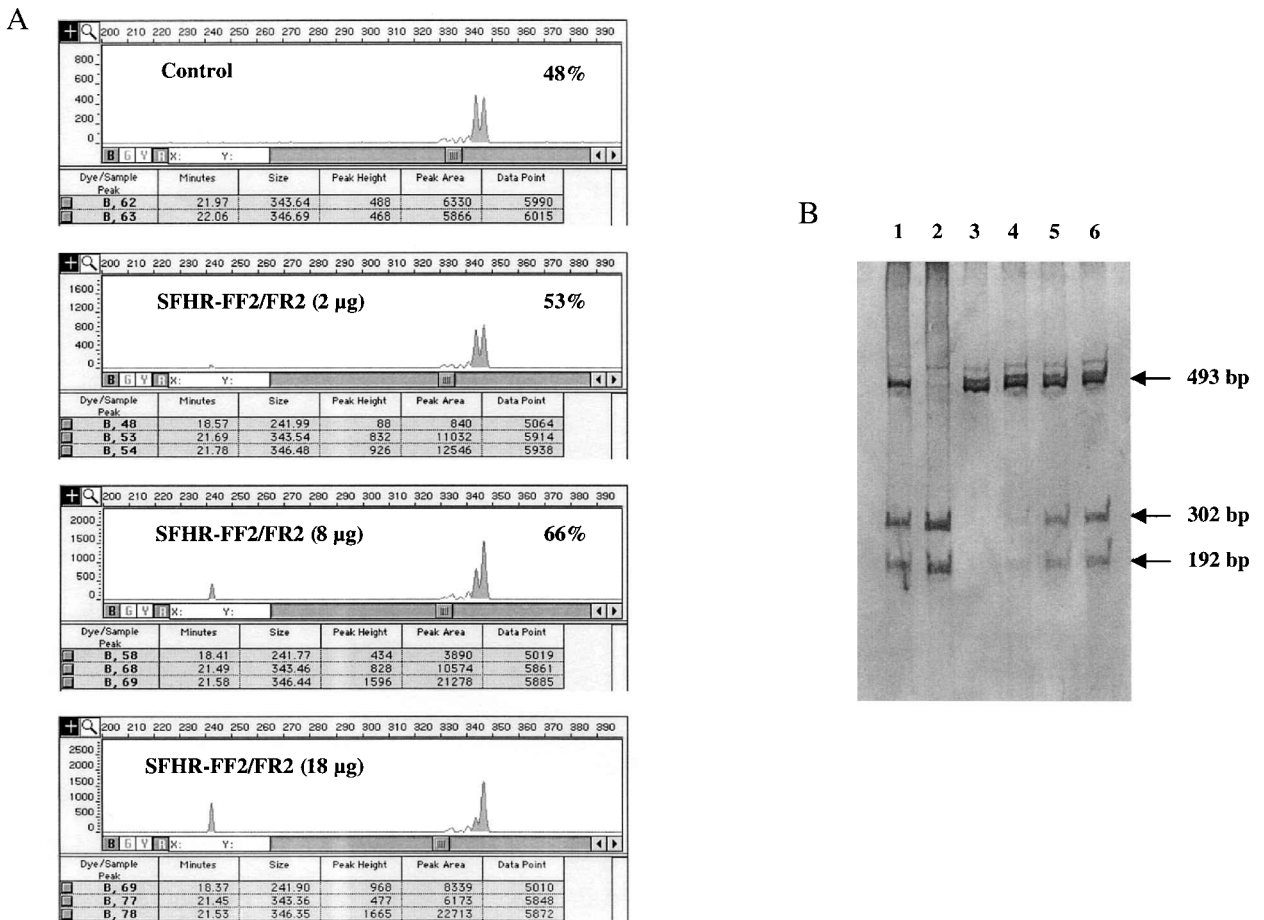 A
200 210 220 230 240 250 260 270 280 290 300 310 320 330 340 350 360 370 380 390
800
600
400
200
0
Control
48%
B G Y R X: Y:
Dye/Sample Peak Minutes Size Peak Height Peak Area Data Point
B, 62 21.97 343.64 488 6330 5990
B, 63 22.06 346.69 468 5866 6015
200 210 220 230 240 250 260 270 280 290 300 310 320 330 340 350 360 370 380 390
1600
1200
800
400
0
SFHR-FF2/FR2 (2 µg)
53%
B G Y R X: Y:
Dye/Sample Peak Minutes Size Peak Height Peak Area Data Point
B, 48 18.57 241.99 88 840 5064
B, 53 21.69 343.54 832 11032 5914
B, 54 21.78 346.48 926 12546 5938
200 210 220 230 240 250 260 270 280 290 300 310 320 330 340 350 360 370 380 390
2000
1500
1000
500
0
SFHR-FF2/FR2 (8 µg)
66%
B G Y R X: Y:
Dye/Sample Peak Minutes Size Peak Height Peak Area Data Point
B, 58 18.41 241.77 434 3890 5019
B, 68 21.49 343.46 828 10574 5861
B, 69 21.58 346.44 1596 21278 5885
200 210 220 230 240 250 260 270 280 290 300 310 320 330 340 350 360 370 380 390
2500
2000
1500
1000
500
0
SFHR-FF2/FR2 (18 µg)
B G Y R X: Y:
Dye/Sample Peak Minutes Size Peak Height Peak Area Data Point
B, 69 18.37 241.90 968 8339 5010
B, 77 21.45 343.36 477 6173 5848
B, 78 21.53 346.35 1665 22713 5872
B
1 2 3 4 5 6
493 bp
302 bp
192 bp